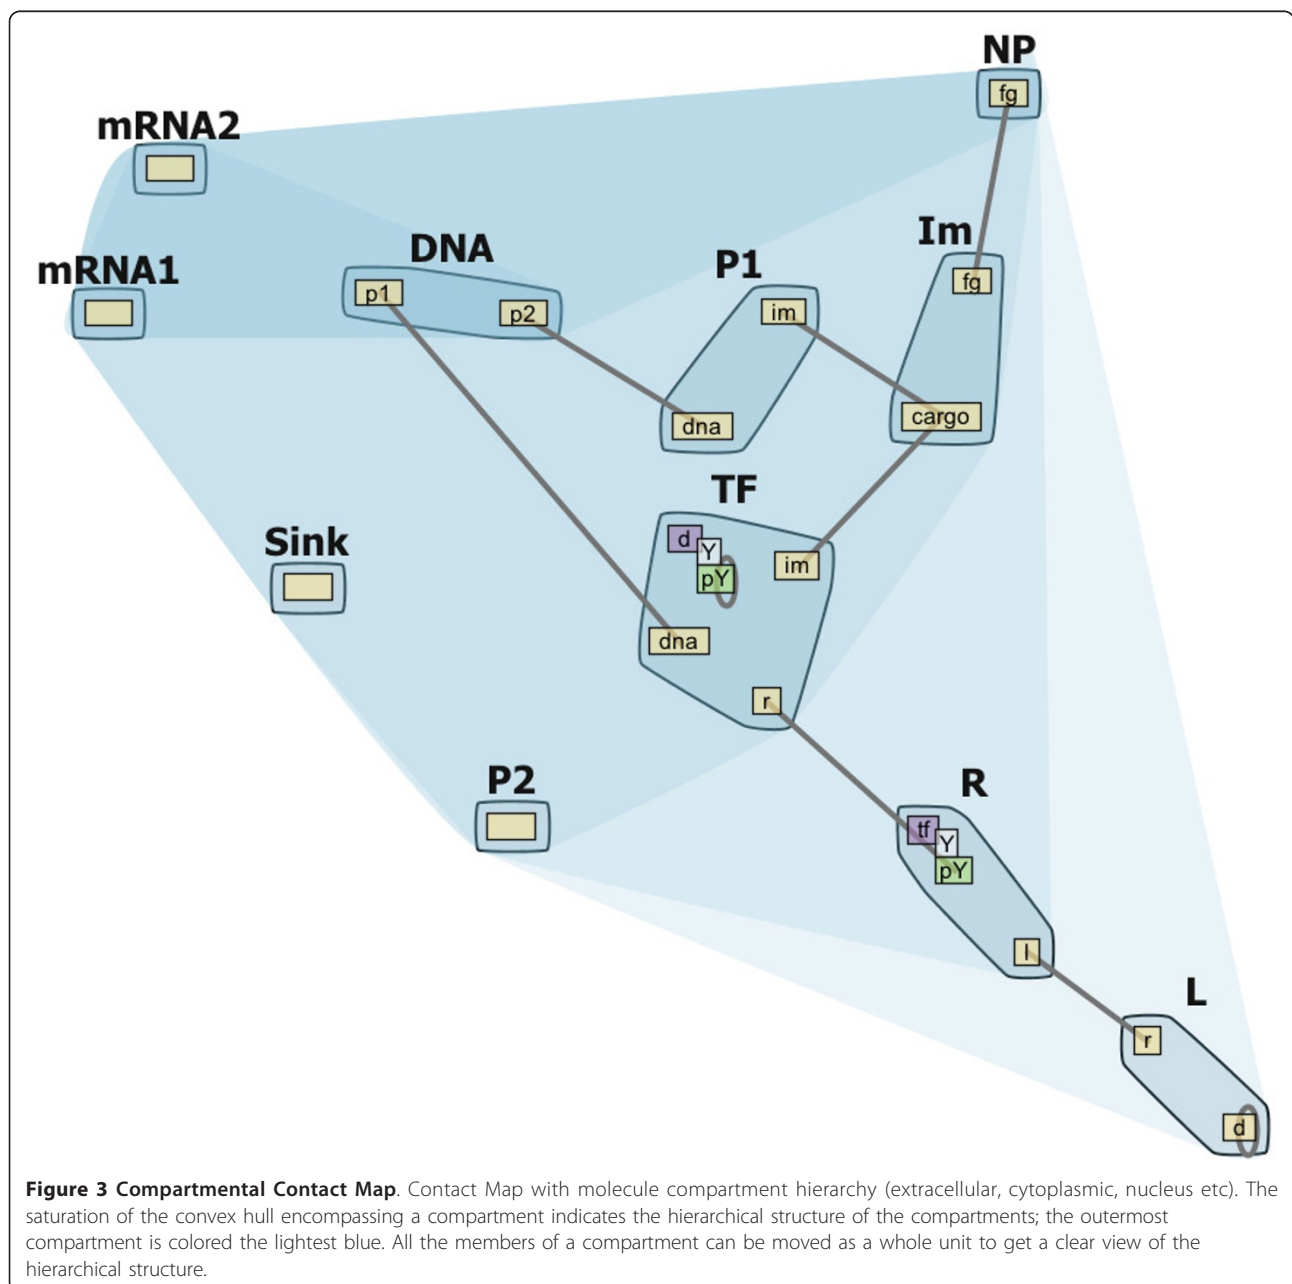 NP
fg
mRNA2
Im
DNA
P1
mRNA1
fg
p1
im
p2
cargo
dna
TF
d
Y
Sink
im
pY
dna
r
P2
R
tf
Y
pY
l
L
r
d
Figure 3 Compartmental Contact Map. Contact Map with molecule compartment hierarchy (extracellular, cytoplasmic, nucleus etc). The
saturation of the convex hull encompassing a compartment indicates the hierarchical structure of the compartments; the outermost
compartment is colored the lightest blue. All the members of a compartment can be moved as a whole unit to get a clear view of the
hierarchical structure.